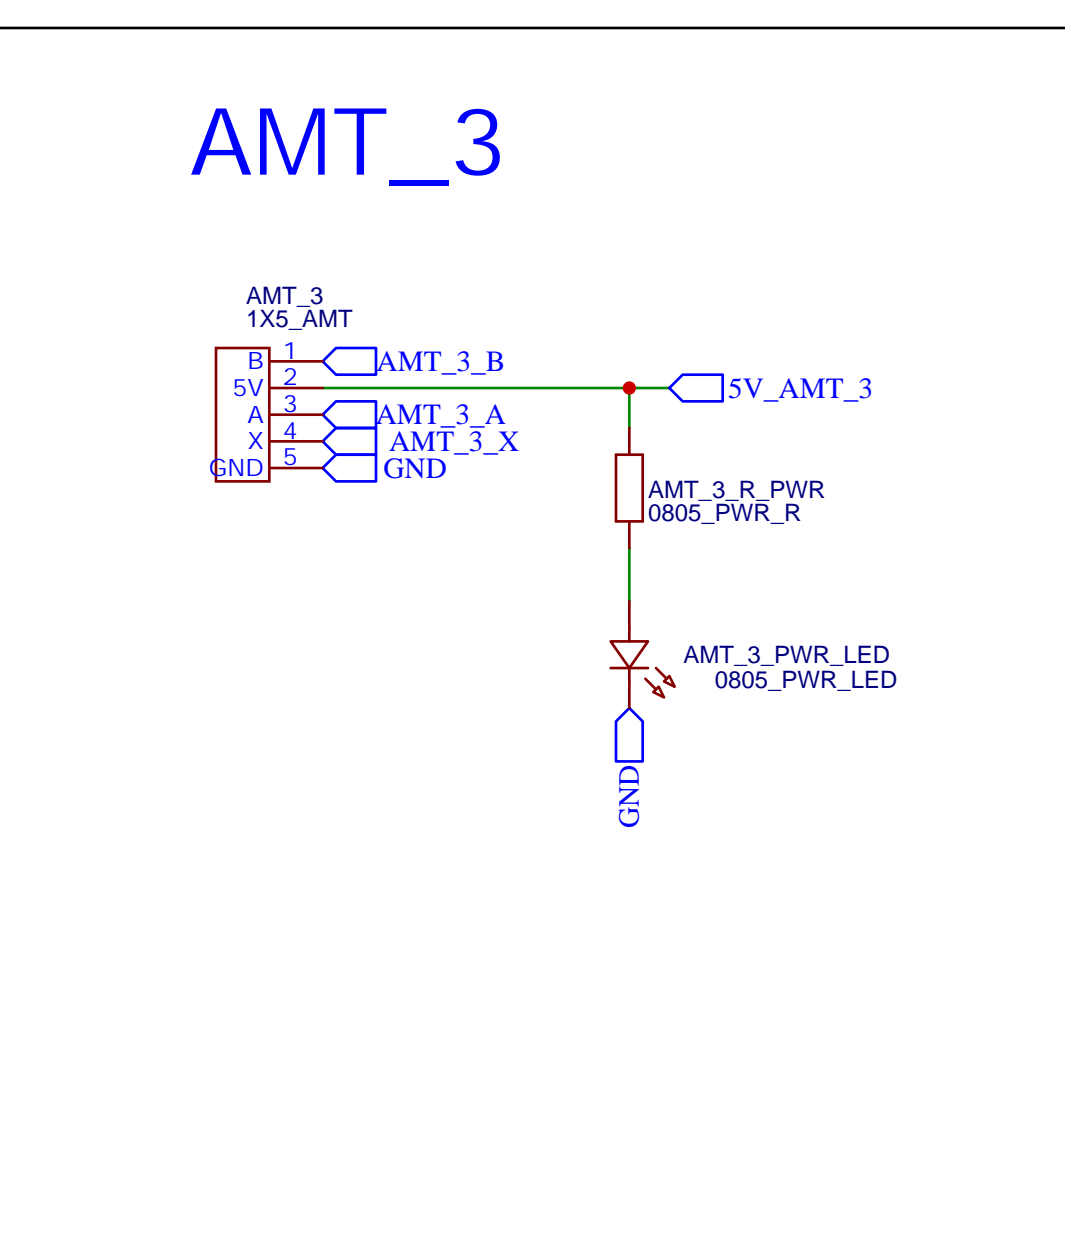 AMT_3
AMT_3
1X5_AMT
B 1 AMT_3_B
5V 2 5V_AMT_3
A 3 AMT_3_A
X 4 AMT_3_X
GND 5 GND
AMT_3_R_PWR
0805_PWR_R
AMT_3_PWR_LED
0805_PWR_LED
GND